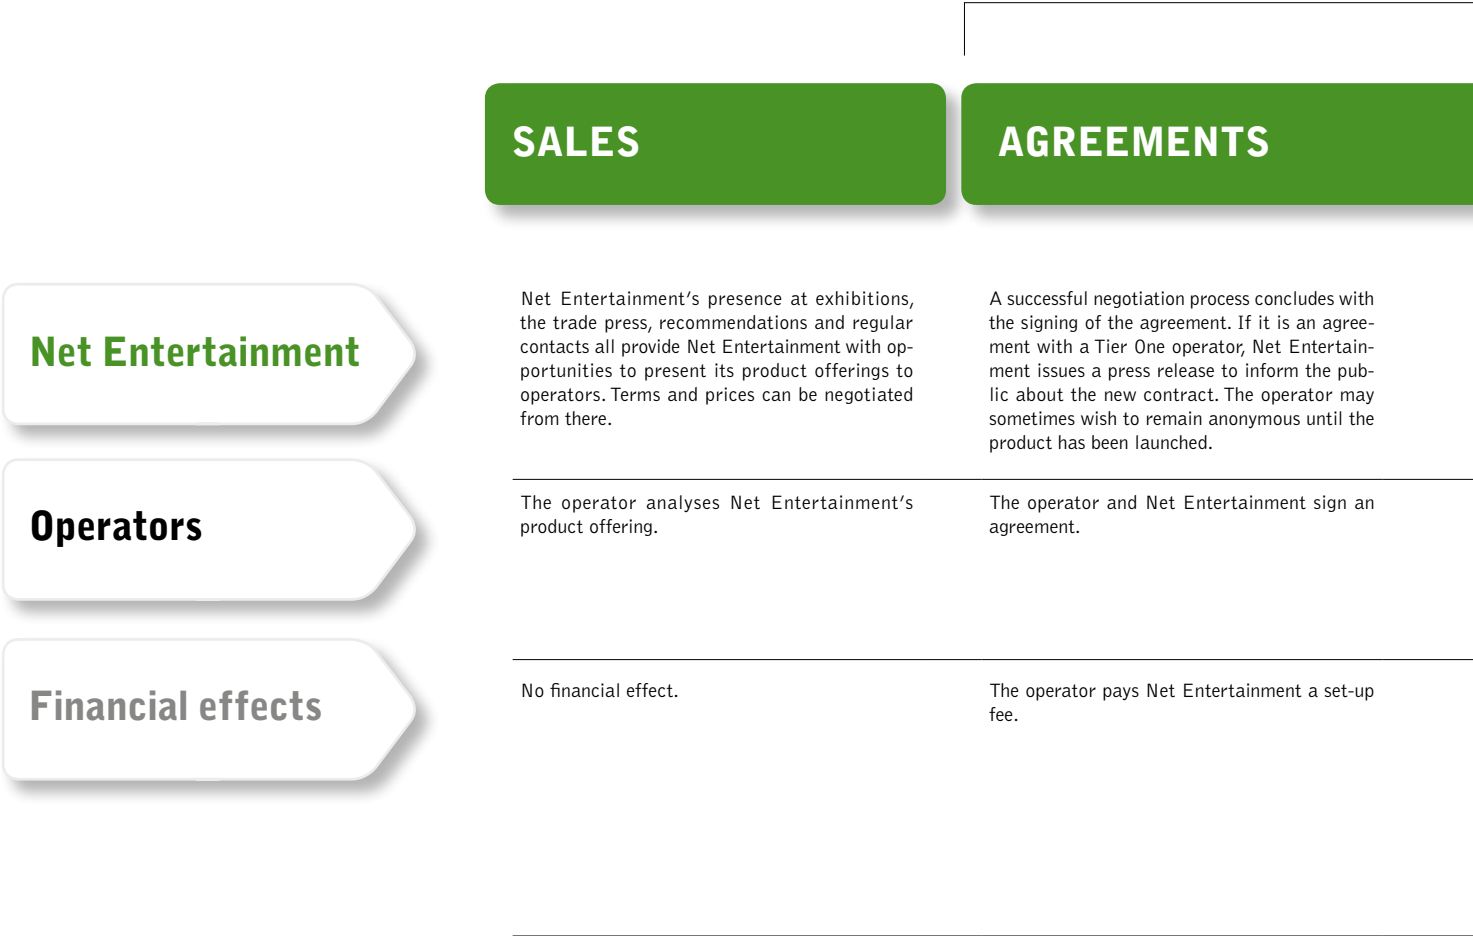 SALES
AGREEMENTS
Net Entertainment
Net Entertainment’s presence at exhibitions,
the trade press, recommendations and regular
contacts all provide Net Entertainment with op-
portunities to present its product offerings to
operators. Terms and prices can be negotiated
from there.
A successful negotiation process concludes with
the signing of the agreement. If it is an agree-
ment with a Tier One operator, Net Entertain-
ment issues a press release to inform the pub-
lic about the new contract. The operator may
sometimes wish to remain anonymous until the
product has been launched.
Operators
The operator analyses Net Entertainment’s
product offering.
The operator and Net Entertainment sign an
agreement.
Financial effects
No financial effect.
The operator pays Net Entertainment a set-up
fee.